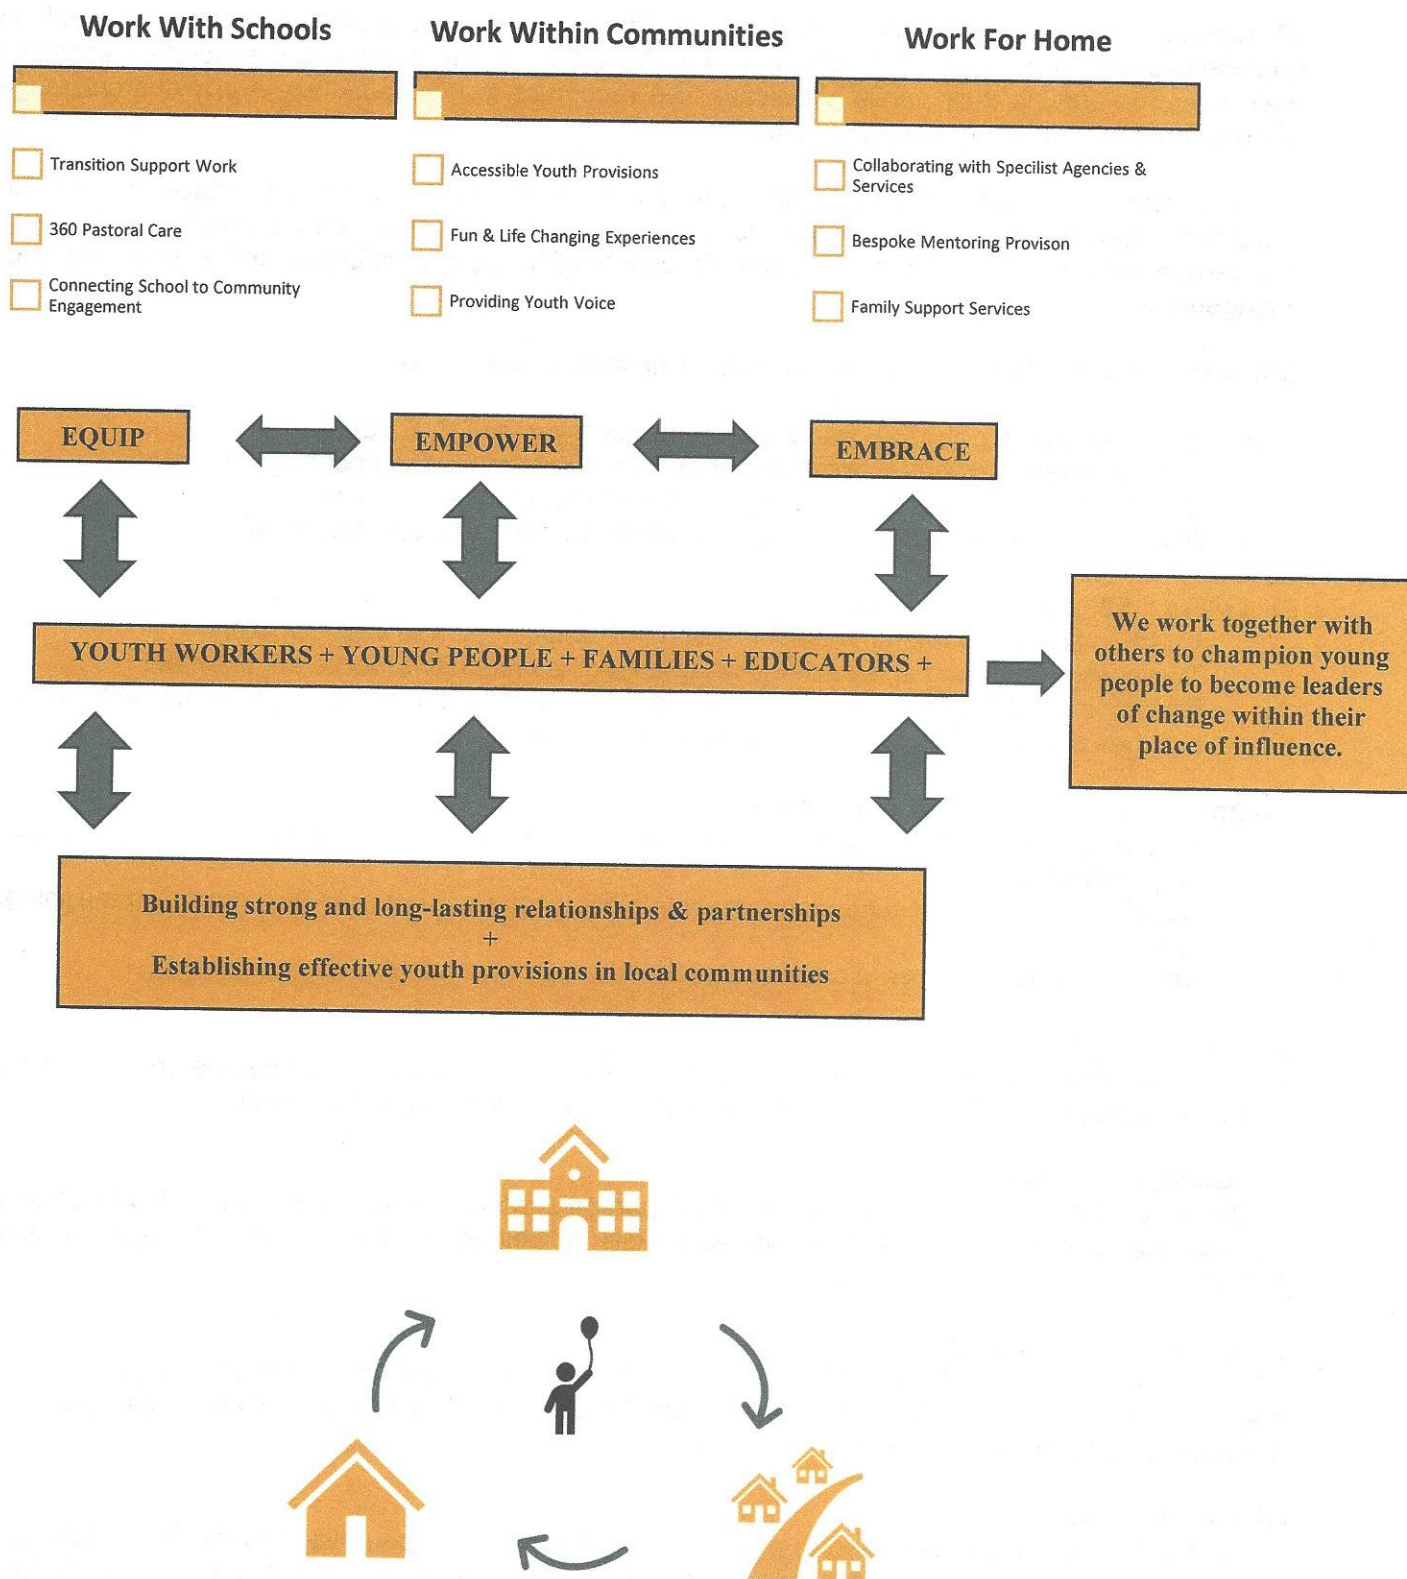 Work With Schools
Work Within Communities
Work For Home
Transition Support Work
360 Pastoral Care
Connecting School to Community
Engagement
Accessible Youth Provisions
Fun & Life Changing Experiences
Providing Youth Voice
Collaborating with Specilist Agencies &
Services
Bespoke Mentoring Provison
Family Support Services
EQUIP
EMPOWER
EMBRACE
YOUTH WORKERS + YOUNG PEOPLE + FAMILIES + EDUCATORS +
We work together with
others to champion young
people to become leaders
of change within their
place of influence.
Building strong and long-lasting relationships & partnerships
+
Establishing effective youth provisions in local communities